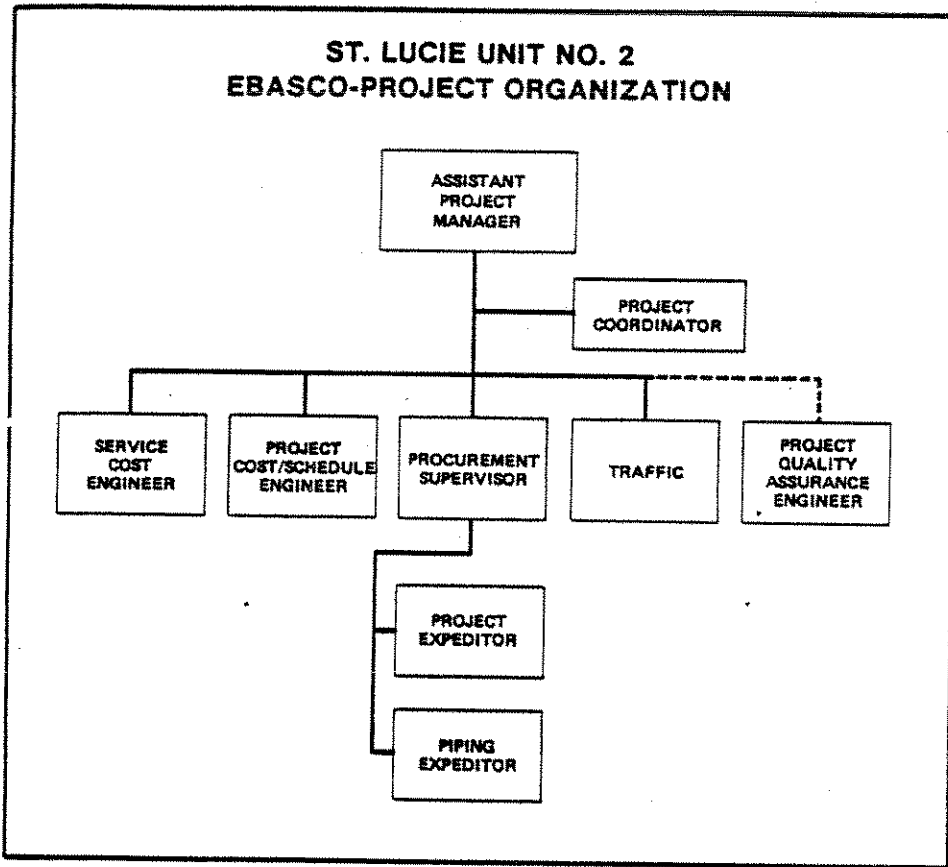 ST. LUCIE UNIT NO. 2
EBASCO-PROJECT ORGANIZATION
ASSISTANT
PROJECT
MANAGER
PROJECT
COORDINATOR
SERVICE
COST
ENGINEER
PROJECT
COST/SCHEDULE
ENGINEER
PROCUREMENT
SUPERVISOR
TRAFFIC
PROJECT
QUALITY
ASSURANCE
ENGINEER
PROJECT
EXPEDITOR
PIPING
EXPEDITOR